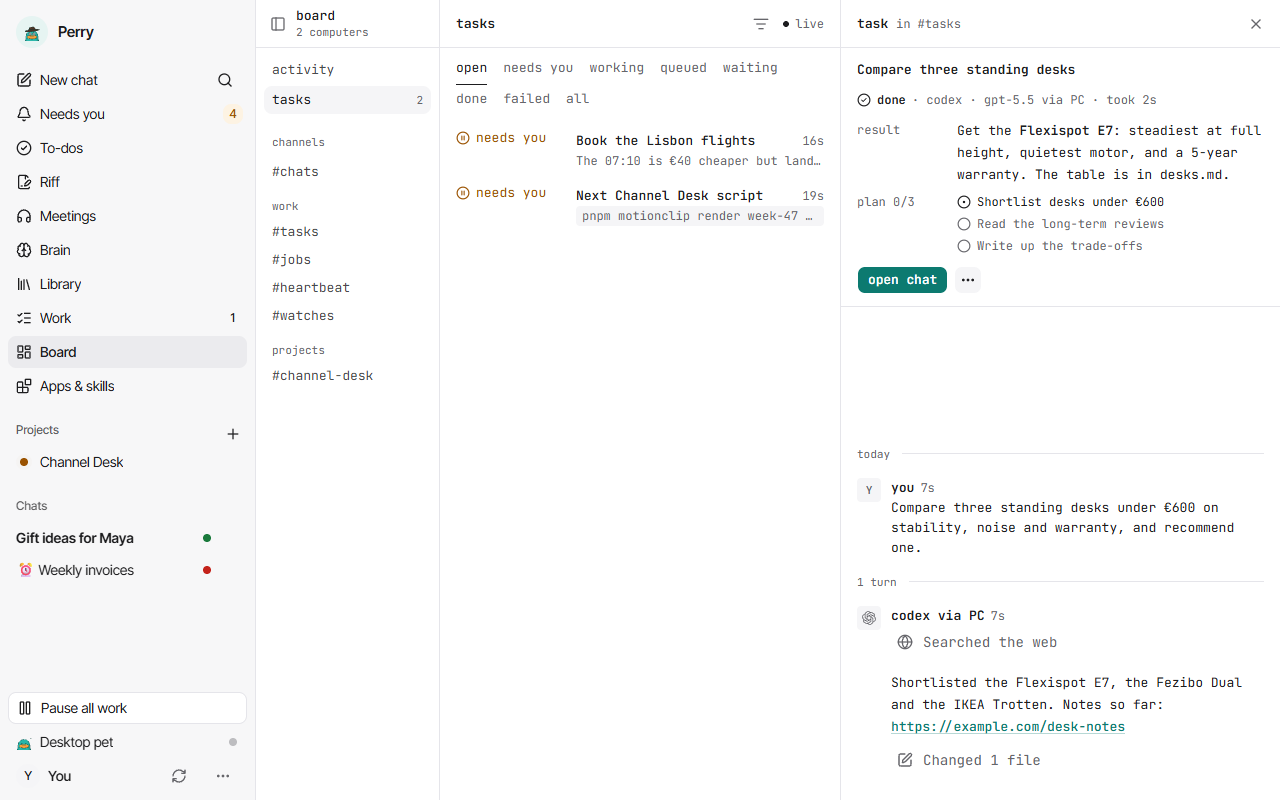 Perry
New chat
Needs you 4
To-dos
Riff
Meetings
Brain
Library
Work 1
Board
Apps & skills
Projects
Channel Desk
Chats
Gift ideas for Maya
Weekly invoices
Pause all work
Desktop pet
Y You
board
2 computers
activity
tasks 2
channels
#chats
work
#tasks
#jobs
#heartbeat
#watches
projects
#channel-desk
tasks live
open needs you working queued waiting
done failed all
needs you Book the Lisbon flights 16s
The 07:10 is €40 cheaper but land…
needs you Next Channel Desk script 19s
pnpm motionclip render week-47 …
task in #tasks
Compare three standing desks
done · codex · gpt-5.5 via PC · took 2s
result Get the Flexispot E7: steadiest at full
height, quietest motor, and a 5-year
warranty. The table is in desks.md.
plan 0/3 Shortlist desks under €600
Read the long-term reviews
Write up the trade-offs
open chat
today
Y you 7s
Compare three standing desks under €600 on
stability, noise and warranty, and recommend
one.
1 turn
codex via PC 7s
Searched the web
Shortlisted the Flexispot E7, the Fezibo Dual
and the IKEA Trotten. Notes so far:
https://example.com/desk-notes
Changed 1 file